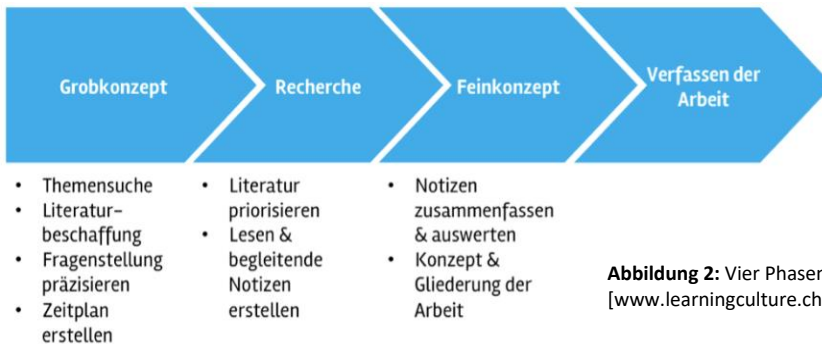 Grobkonzept
Recherche
Feinkonzept
Verfassen der
Arbeit
• Themensuche
• Literatur-
beschaffung
• Fragenstellung
präzisieren
• Zeitplan
erstellen
• Literatur
priorisieren
• Lesen &
begleitende
Notizen
erstellen
• Notizen
zusammenfassen
& auswerten
• Konzept &
Gliederung der
Arbeit
Abbildung 2: Vier Phasen
[www.learningculture.ch